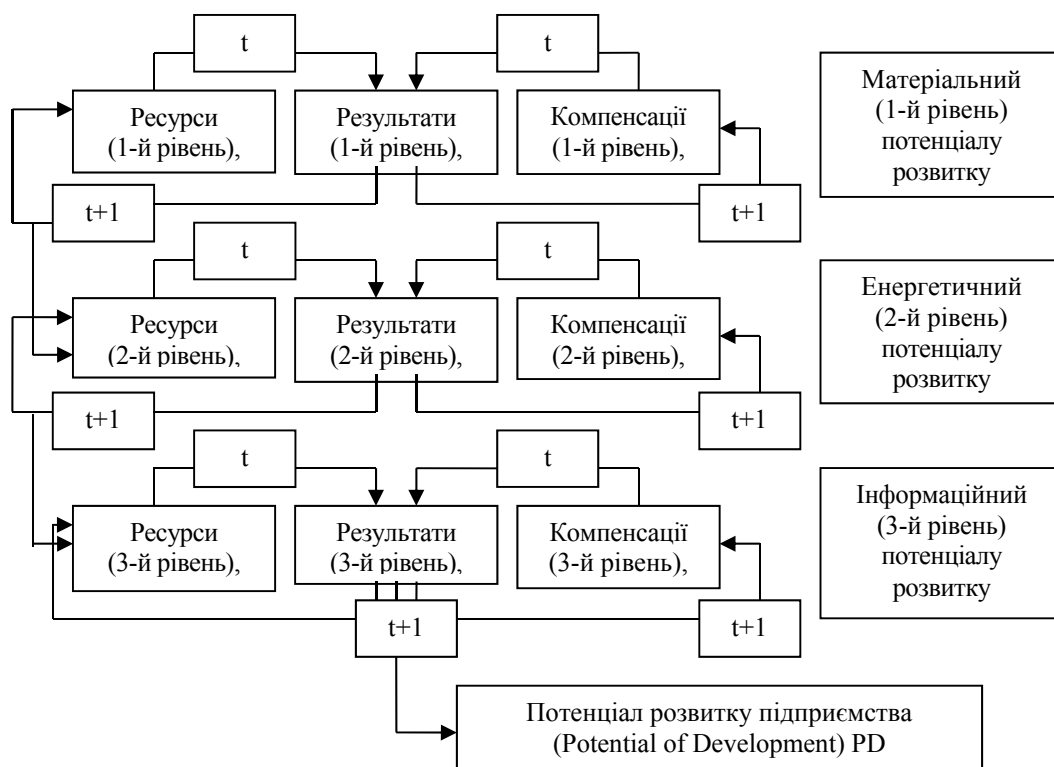 t
t
Ресурси
(1-й рівень),
Результати
(1-й рівень),
Компенсації
(1-й рівень),
Матеріальний
(1-й рівень)
потенціалу
розвитку
t+1
t+1
t
t
Ресурси
(2-й рівень),
Результати
(2-й рівень),
Компенсації
(2-й рівень),
Енергетичний
(2-й рівень)
потенціалу
розвитку
t+1
t+1
t
t
Ресурси
(3-й рівень),
Результати
(3-й рівень),
Компенсації
(3-й рівень),
Інформаційний
(3-й рівень)
потенціалу
розвитку
t+1
t+1
Потенціал розвитку підприємства
(Potential of Development) PD